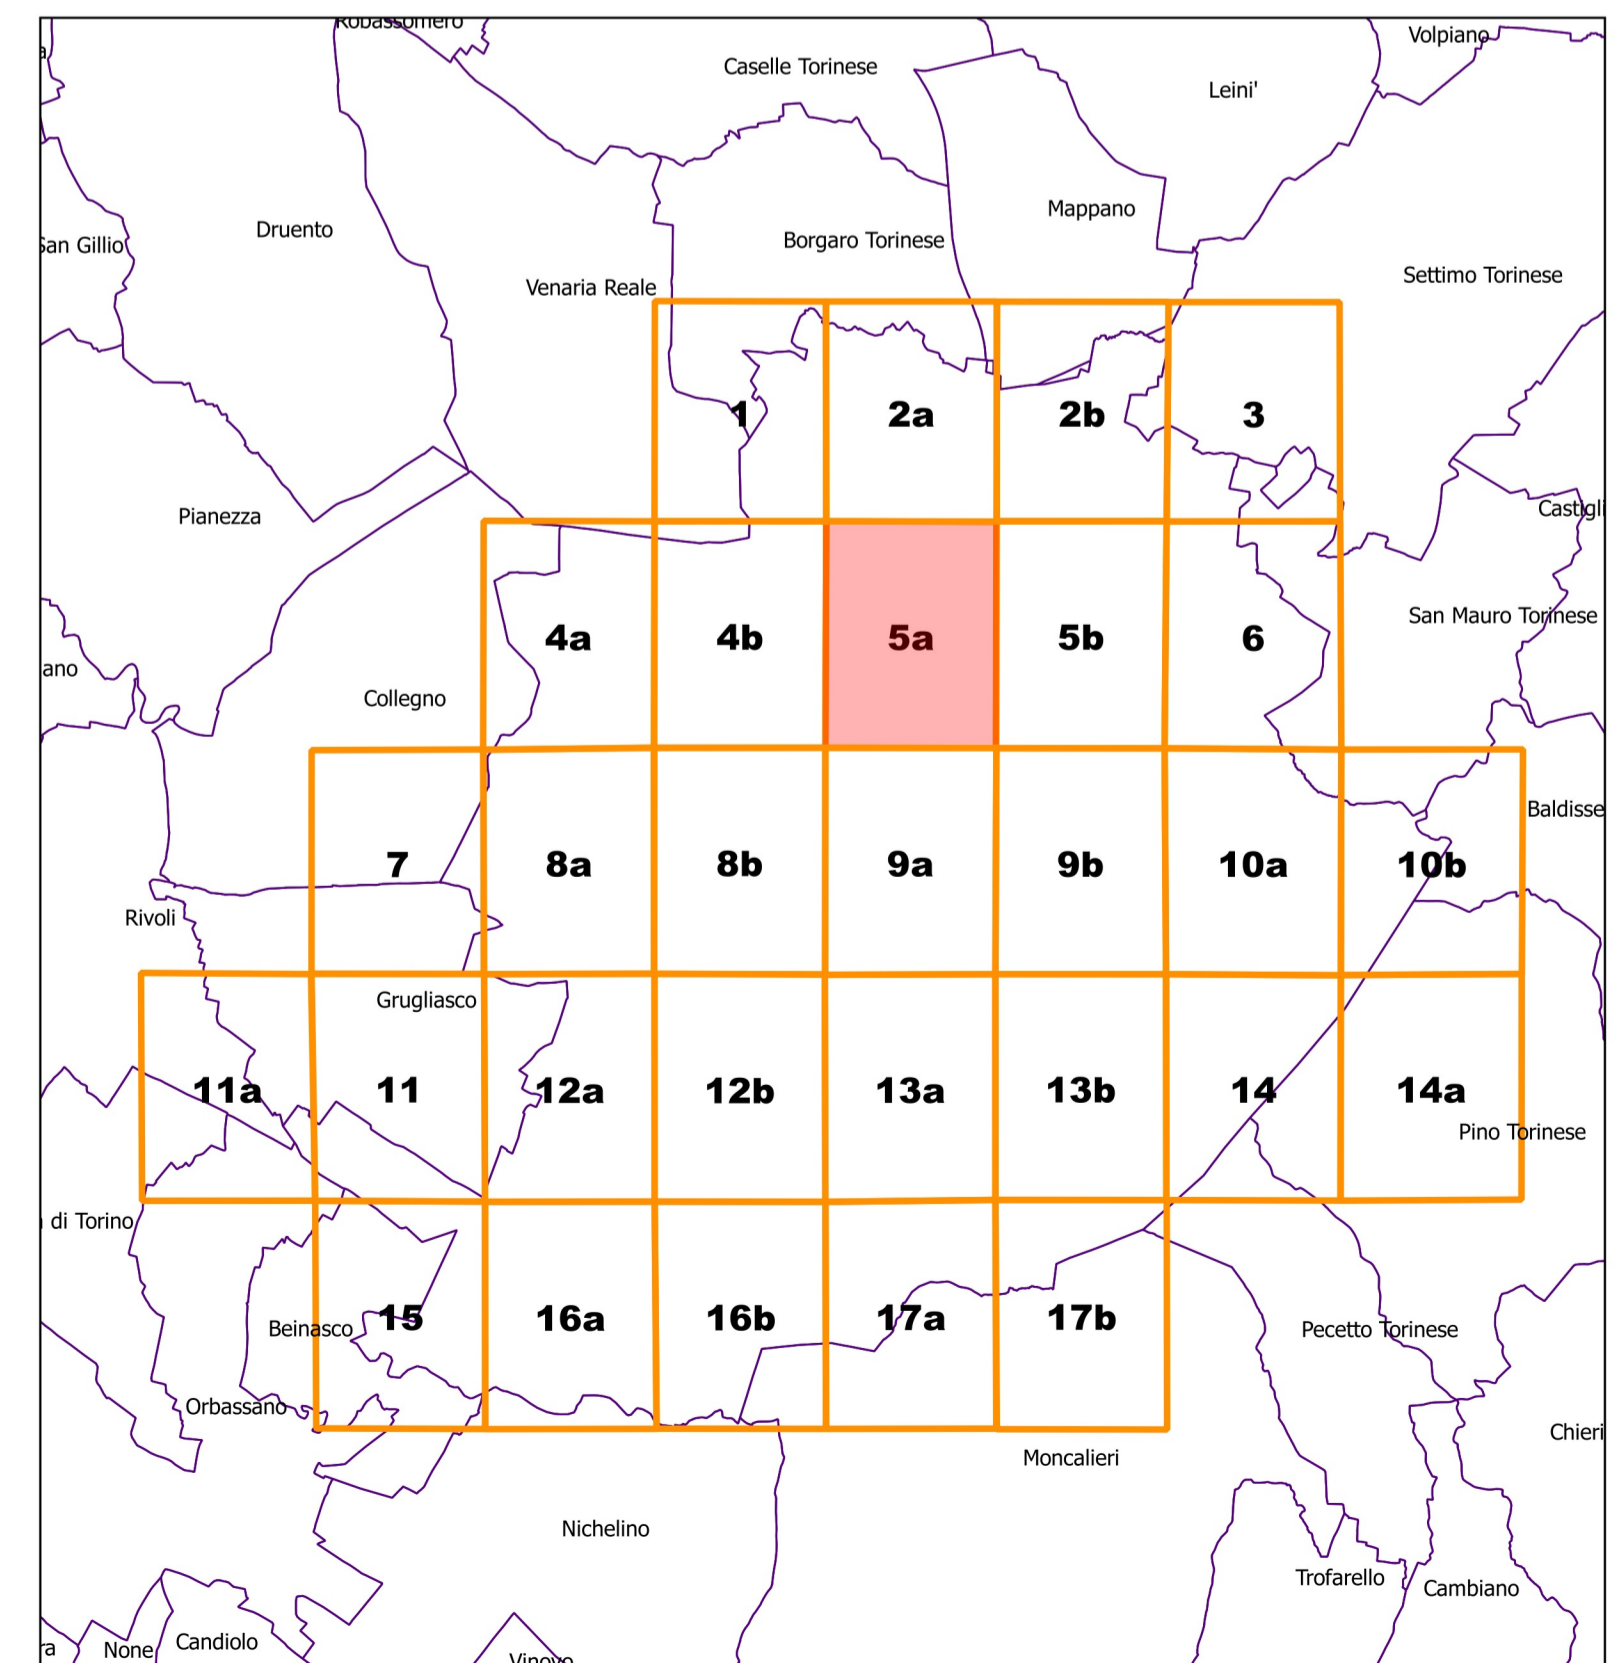 Robassomero
Volpiano
a
Caselle Torinese
Leini'
Mappano
Druento
Borgaro Torinese
San Gillio
Settimo Torinese
Venaria Reale
1
2a
2b
3
Castigli
Pianezza
San Mauro Torinese
4a
4b
5a
5b
6
ano
Collegno
Baldisse
7
8a
8b
9a
9b
10a
10b
Rivoli
Grugliasco
11a
11
12a
12b
13a
13b
14
14a
Pino Torinese
di Torino
15
16a
16b
17a
17b
Beinasco
Pecetto Torinese
Orbassano
Chieri
Moncalieri
Nichelino
Trofarello
Cambiano
ra
None
Candiolo
Vinovo